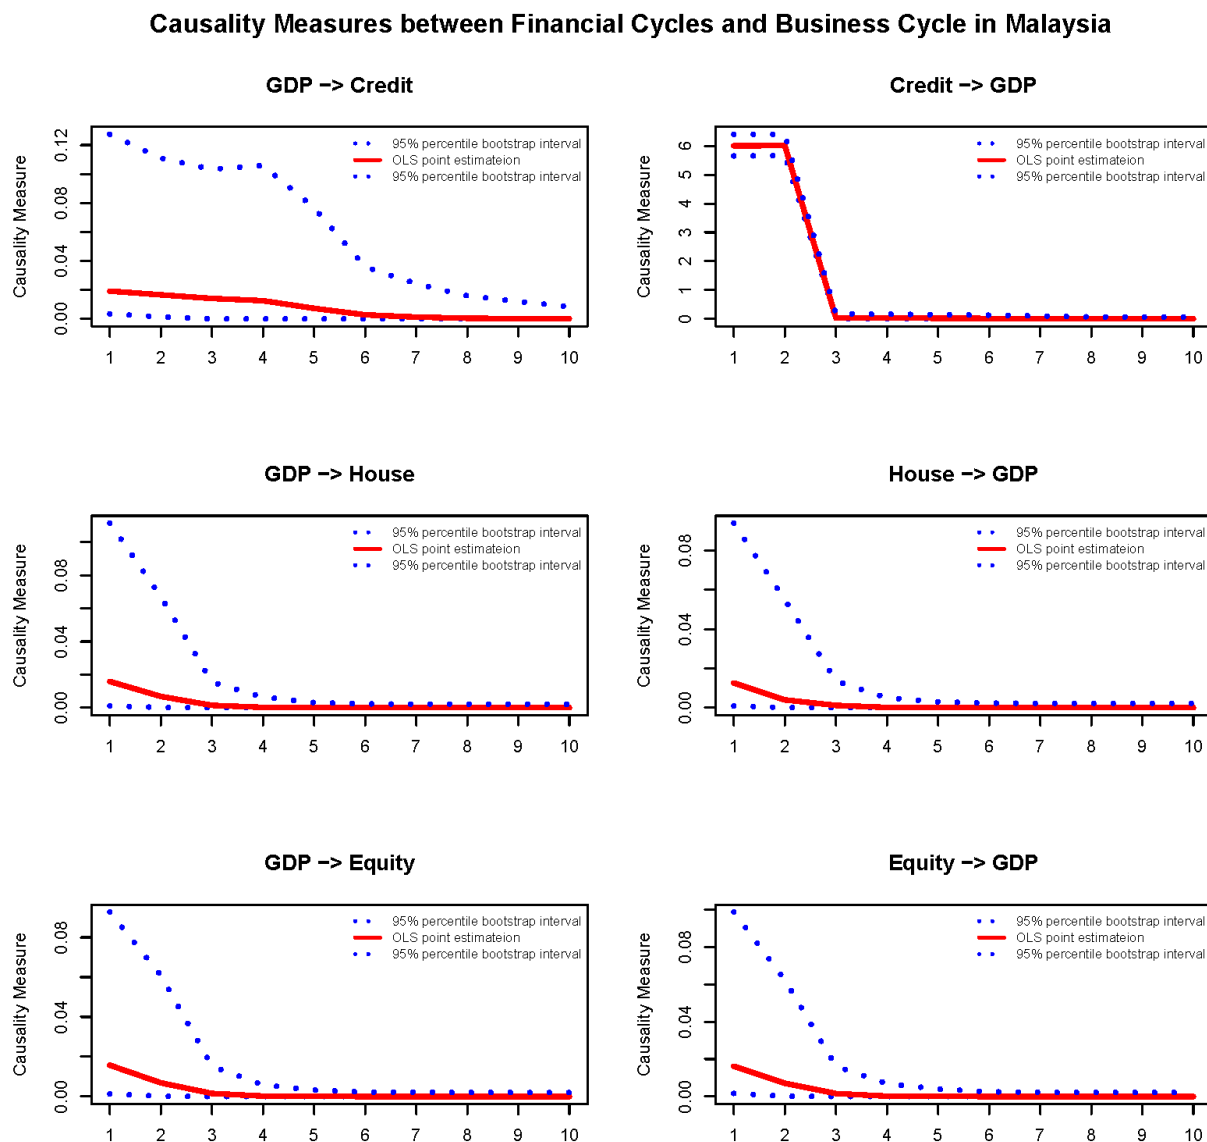 Causality Measures between Financial Cycles and Business Cycle in Malaysia
GDP −> Credit
Causality Measure
0.00 0.04 0.08 0.12
95% percentile bootstrap interval
OLS point estimateion
95% percentile bootstrap interval
1 2 3 4 5 6 7 8 9 10
Credit −> GDP
Causality Measure
0 1 2 3 4 5 6
95% percentile bootstrap interval
OLS point estimateion
95% percentile bootstrap interval
1 2 3 4 5 6 7 8 9 10
GDP −> House
Causality Measure
0.00 0.04 0.08
95% percentile bootstrap interval
OLS point estimateion
95% percentile bootstrap interval
1 2 3 4 5 6 7 8 9 10
House −> GDP
Causality Measure
0.00 0.04 0.08
95% percentile bootstrap interval
OLS point estimateion
95% percentile bootstrap interval
1 2 3 4 5 6 7 8 9 10
GDP −> Equity
Causality Measure
0.00 0.04 0.08
95% percentile bootstrap interval
OLS point estimateion
95% percentile bootstrap interval
1 2 3 4 5 6 7 8 9 10
Equity −> GDP
Causality Measure
0.00 0.04 0.08
95% percentile bootstrap interval
OLS point estimateion
95% percentile bootstrap interval
1 2 3 4 5 6 7 8 9 10